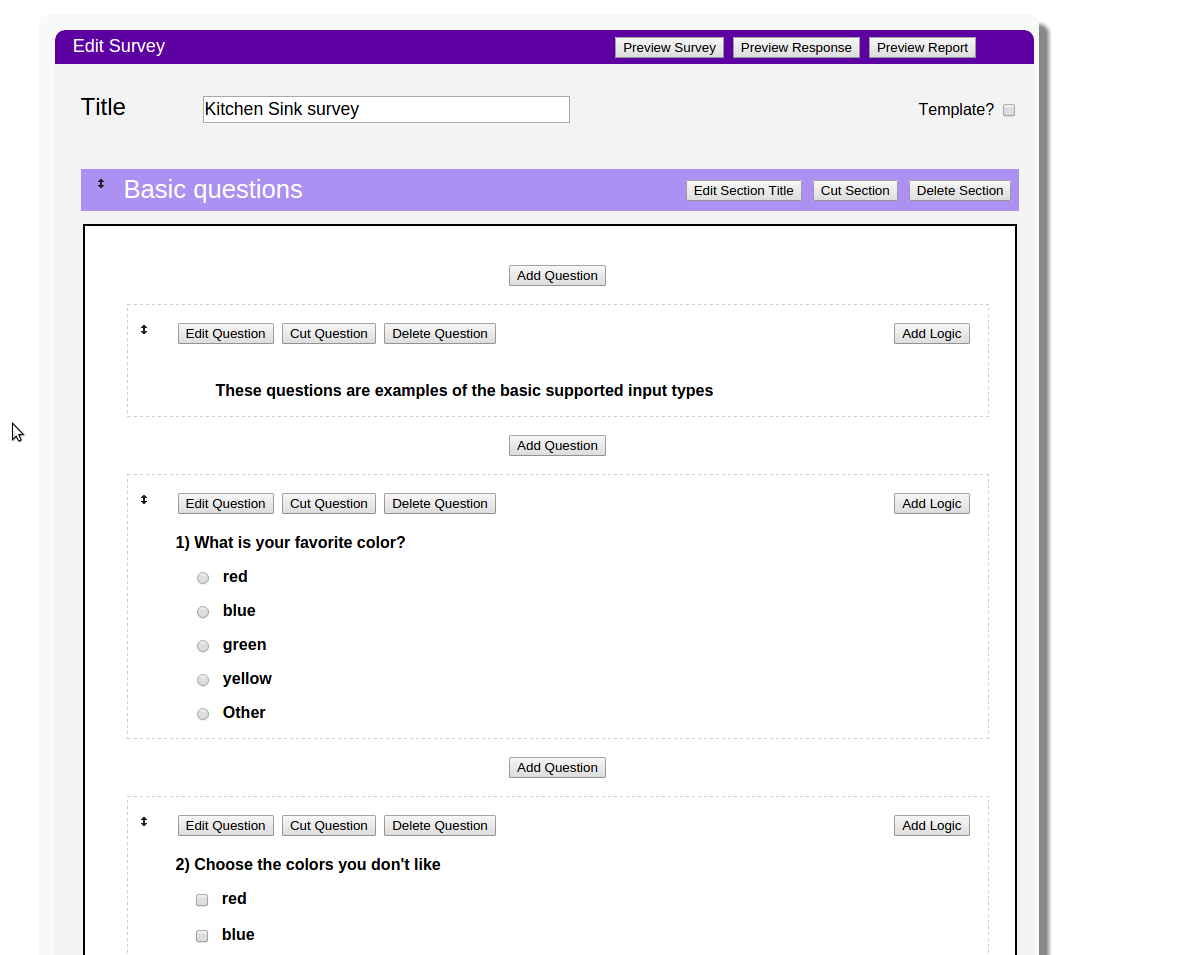 Edit Survey Preview Survey Preview Response Preview Report
Title Kitchen Sink survey Template?
Basic questions Edit Section Title Cut Section Delete Section
Add Question
Edit Question Cut Question Delete Question Add Logic
These questions are examples of the basic supported input types
Add Question
Edit Question Cut Question Delete Question Add Logic
1) What is your favorite color?
red
blue
green
yellow
Other
Add Question
Edit Question Cut Question Delete Question Add Logic
2) Choose the colors you don't like
red
blue